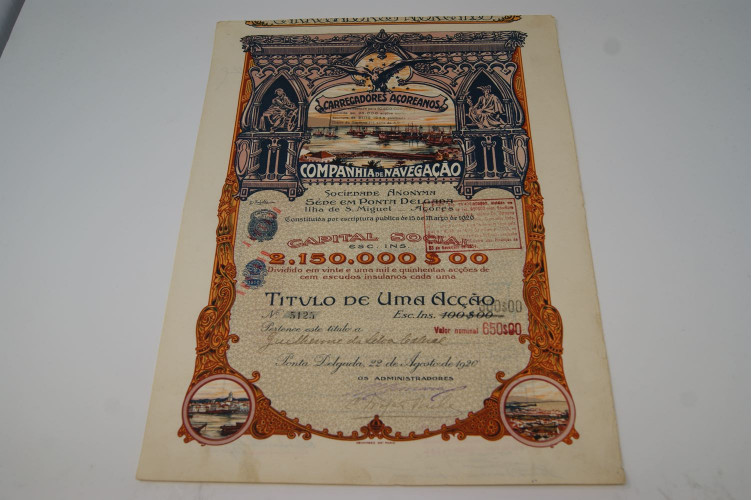 CARREGADORES AÇOREANOS
COMPANHIA DE NAVEGAÇÃO
SOCIEDADE ANONYMA
SÉDE EM PONTA DELGADA
ILHA DE S. MIGUEL AÇÔRES
Constituida por escriptura publica de 15 de Março de 1920
CAPITAL SOCIAL
ESC. INS.
2.150.000$00
Dividido em vinte e uma mil e quinhentas acções de
cem escudos insulanos cada uma
TITULO DE UMA ACÇÃO
Nº 5125 Esc. Ins. 100$00
Valor nominal 650$00
Pertence este titulo a
Guilherme da
Ponta Delgada, 22 de Agosto de 1920
OS ADMINISTRADORES